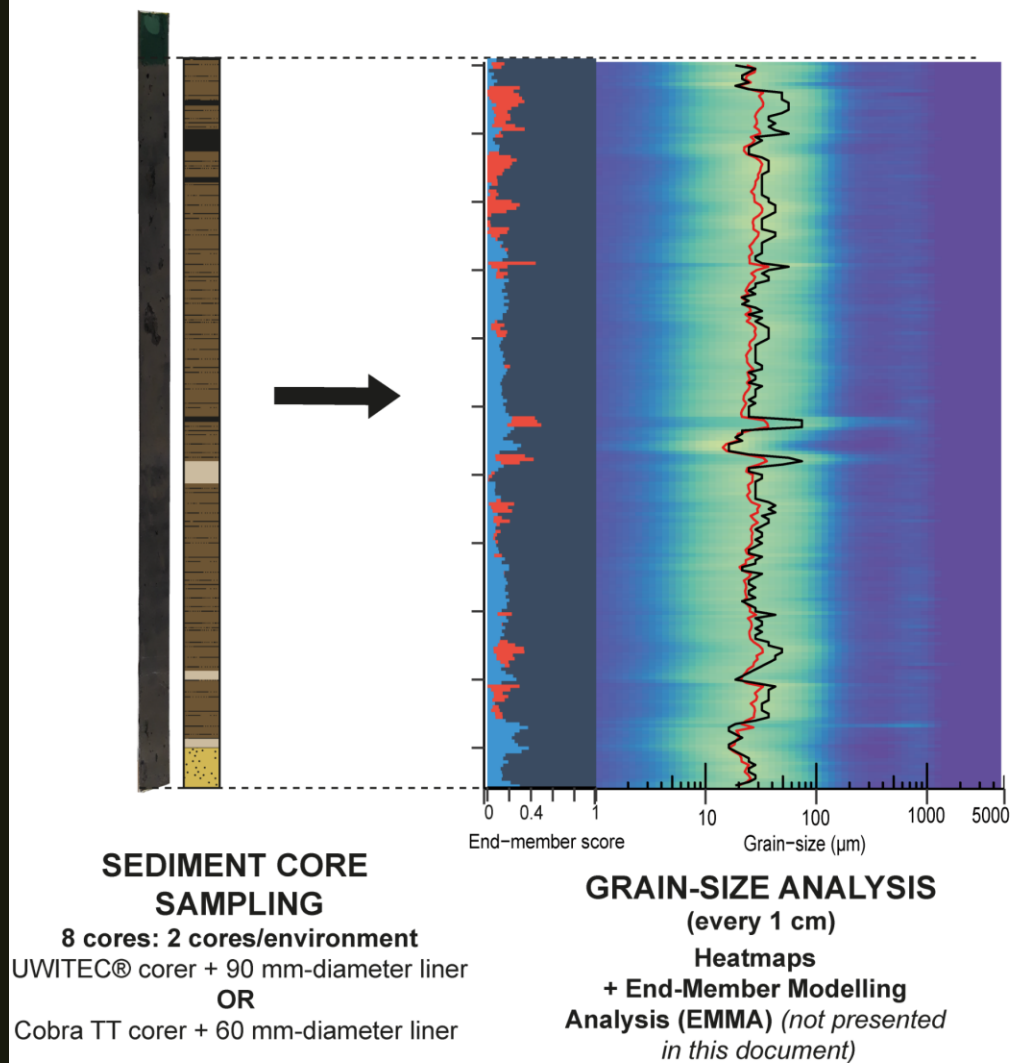 0 0.4 1
End-member score
10 100 1000 5000
Grain-size (µm)
SEDIMENT CORE
SAMPLING
8 cores: 2 cores/environment
UWITEC® corer + 90 mm-diameter liner
OR
Cobra TT corer + 60 mm-diameter liner
GRAIN-SIZE ANALYSIS
(every 1 cm)
Heatmaps
+ End-Member Modelling
Analysis (EMMA) (not presented
in this document)